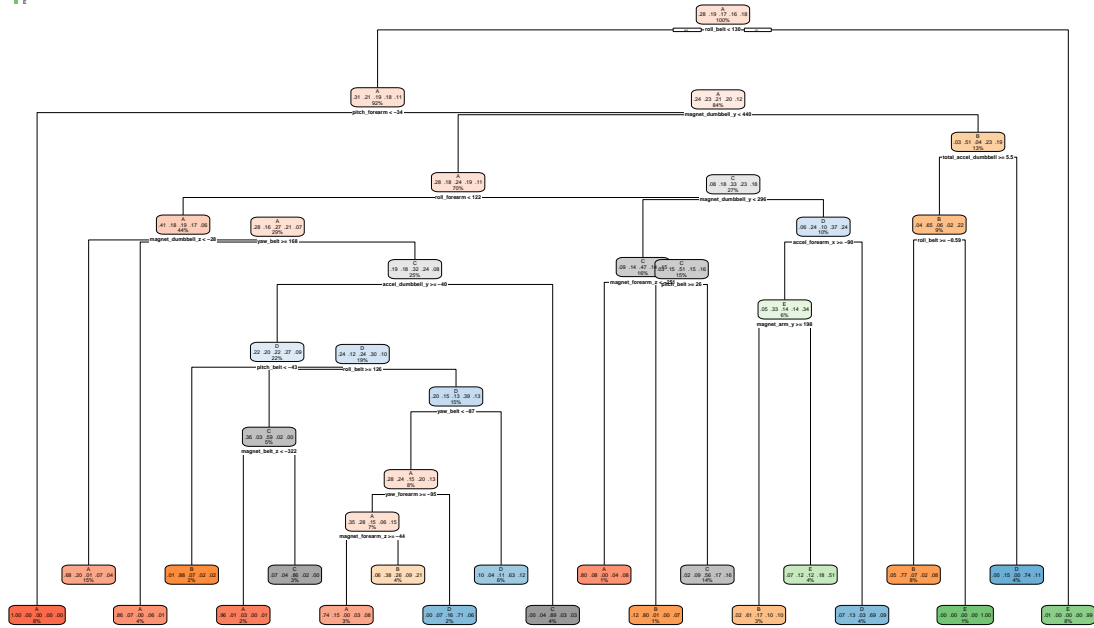 E
A
.28 .19 .17 .16 .18
100%
roll_belt < 130
A
.31 .21 .19 .18 .11
92%
pitch_forearm < -34
A
.24 .23 .21 .20 .12
84%
magnet_dumbbell_y < 440
B
.03 .51 .04 .23 .19
13%
total_accel_dumbbell >= 5.5
A
.28 .18 .24 .19 .11
70%
roll_forearm < 122
C
.08 .18 .33 .23 .18
27%
magnet_dumbbell_y < 296
A
.41 .18 .19 .17 .06
44%
magnet_dumbbell_z < -28
A
.28 .16 .27 .21 .07
29%
yaw_belt >= 168
D
.06 .24 .10 .37 .24
10%
accel_forearm_x >= -90
B
.04 .65 .06 .02 .22
9%
roll_belt >= -0.59
C
.19 .18 .32 .24 .08
25%
accel_dumbbell_y >= -40
C
.09 .14 .47
16%
magnet_forearm_z <
C
.15 .51 .15 .16
15%
pitch_belt >= 26
E
.05 .33 .14 .14 .34
6%
magnet_arm_y >= 198
D
.22 .20 .22 .27 .09
22%
pitch_belt < -43
D
.24 .12 .24 .30 .10
19%
roll_belt >= 126
D
.20 .15 .13 .39 .13
15%
yaw_belt < -87
C
.36 .03 .59 .02 .00
5%
magnet_belt_z < -322
A
.28 .24 .15 .20 .13
8%
yaw_forearm >= -95
A
.35 .28 .15 .06 .15
7%
magnet_forearm_z >= -44
A
.68 .20 .01 .07 .04
15%
B
.01 .88 .07 .02 .02
2%
C
.07 .04 .86 .02 .00
3%
B
.06 .38 .26 .09 .21
4%
D
.10 .04 .11 .63 .12
6%
A
.80 .08 .00 .04 .08
1%
C
.02 .09 .56 .17 .16
14%
E
.07 .12 .12 .18 .51
4%
B
.05 .77 .07 .02 .08
8%
D
.00 .15 .00 .74 .11
4%
A
1.00 .00 .00 .00 .00
8%
A
.86 .07 .00 .06 .01
4%
A
.96 .01 .03 .00 .01
2%
A
.74 .15 .00 .03 .08
3%
D
.00 .07 .16 .71 .06
2%
C
.00 .04 .89 .03 .03
4%
B
.12 .80 .01 .00 .07
1%
B
.02 .61 .17 .10 .10
3%
D
.07 .13 .03 .69 .09
4%
E
.00 .00 .00 .00 1.00
1%
E
.01 .00 .00 .00 .99
8%